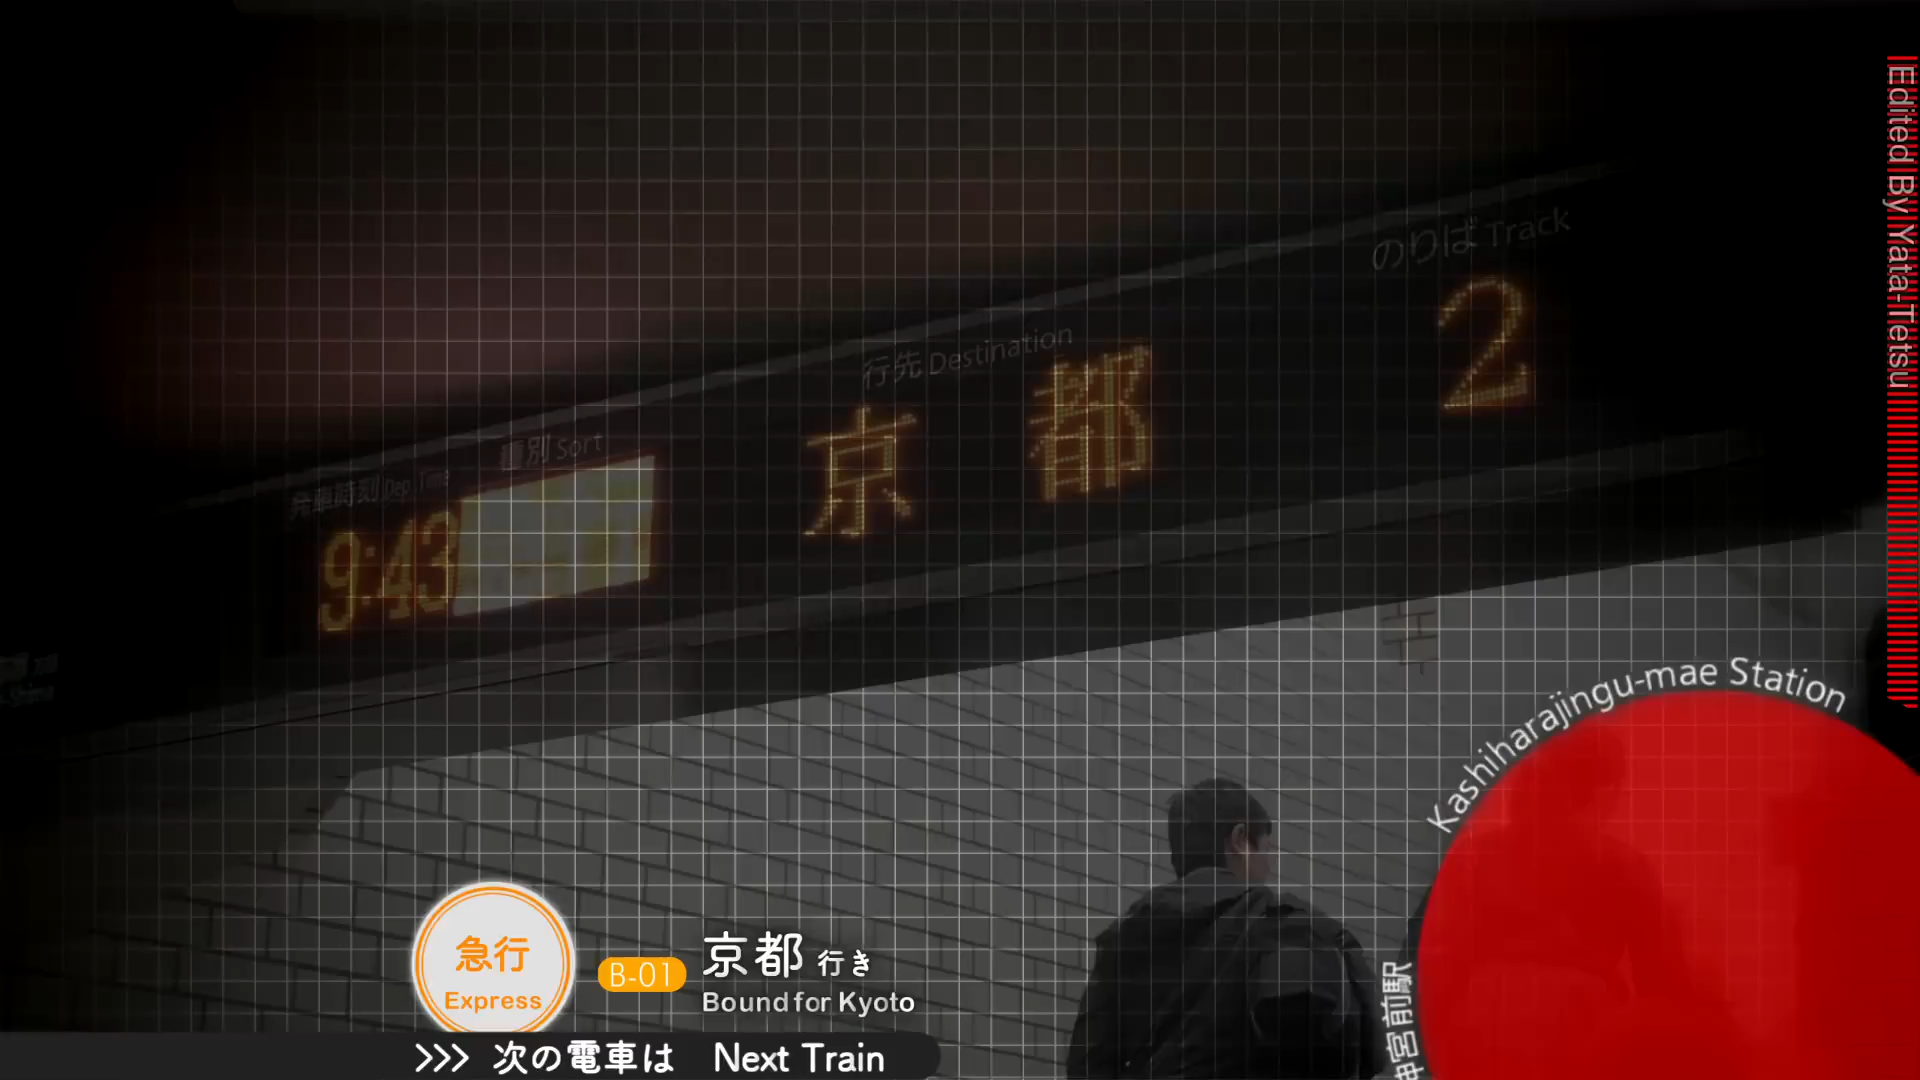 のりば Track
2
行先 Destination
京都
種別 Sort
発車時刻 Dep. Time
9:43
Edited By Yata-Tetsu
Kashiharajingu-mae Station
神宮前駅
急行
Express
B-01
京都 行き
Bound for Kyoto
>>> 次の電車は Next Train